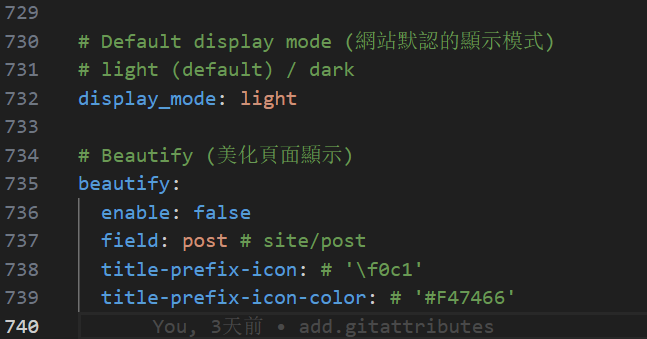 729
730 # Default display mode (網站默認的顯示模式)
731 # light (default) / dark
732 display_mode: light
733
734 # Beautify (美化頁面顯示)
735 beautify:
736 enable: false
737 field: post # site/post
738 title-prefix-icon: # '\f0c1'
739 title-prefix-icon-color: # '#F47466'
740 You, 3天前 • add.gitattributes